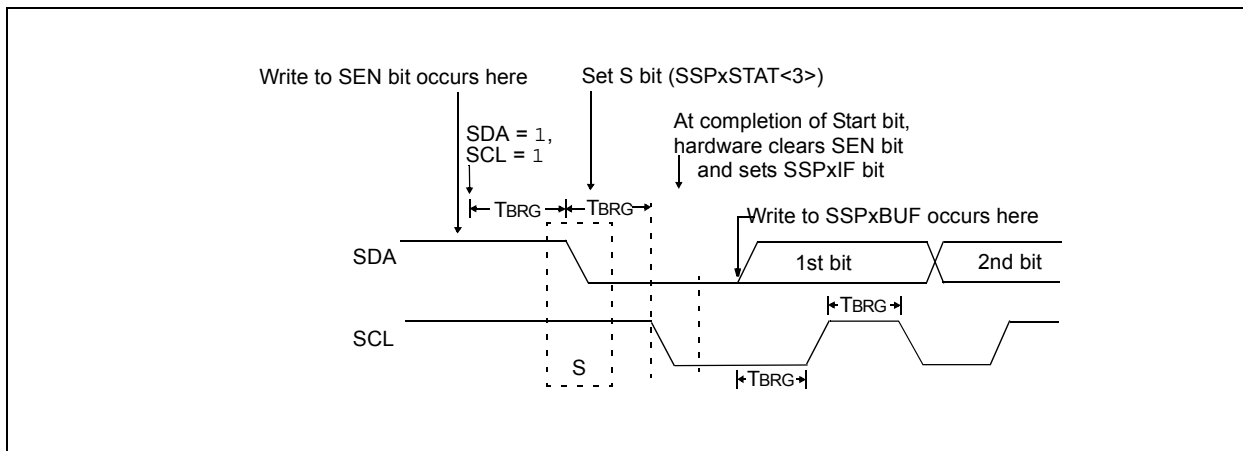 Write to SEN bit occurs here
Set S bit (SSPxSTAT<3>)
SDA = 1,
SCL = 1
At completion of Start bit,
hardware clears SEN bit
and sets SSPxIF bit
TBRG
TBRG
Write to SSPxBUF occurs here
SDA
1st bit
2nd bit
TBRG
SCL
S
TBRG